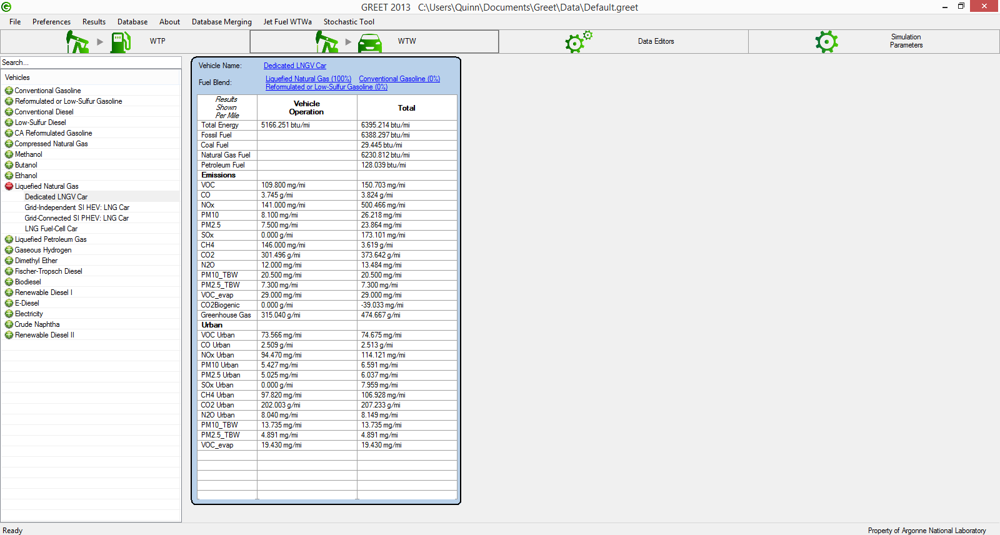 GREET 2013 C:\Users\Quinn\Documents\Greet\Data\Default.greet
File Preferences Results Database About Database Merging Jet Fuel WTWa Stochastic Tool
WTP WTW Data Editors Simulation Parameters
Search...
Vehicles
Conventional Gasoline
Reformulated or Low-Sulfur Gasoline
Conventional Diesel
Low-Sulfur Diesel
CA Reformulated Gasoline
Compressed Natural Gas
Methanol
Butanol
Ethanol
Liquefied Natural Gas
Dedicated LNGV Car
Grid-Independent SI HEV: LNG Car
Grid-Connected SI PHEV: LNG Car
LNG Fuel-Cell Car
Liquefied Petroleum Gas
Gaseous Hydrogen
Dimethyl Ether
Fischer-Tropsch Diesel
Biodiesel
Renewable Diesel I
E-Diesel
Electricity
Crude Naphtha
Renewable Diesel II
Vehicle Name: Dedicated LNGV Car
Fuel Blend: Liquefied Natural Gas (100%) Conventional Gasoline (0%)
Reformulated or Low-Sulfur Gasoline (0%)
Results Shown Per Mile Vehicle Operation Total
Total Energy 5166.251 btu/mi 6395.214 btu/mi
Fossil Fuel 6388.297 btu/mi
Coal Fuel 29.445 btu/mi
Natural Gas Fuel 6230.812 btu/mi
Petroleum Fuel 128.039 btu/mi
Emissions
VOC 109.800 mg/mi 150.703 mg/mi
CO 3.745 g/mi 3.824 g/mi
NOx 141.000 mg/mi 500.466 mg/mi
PM10 8.100 mg/mi 26.218 mg/mi
PM2.5 7.500 mg/mi 23.864 mg/mi
SOx 0.000 g/mi 173.101 mg/mi
CH4 146.000 mg/mi 3.619 g/mi
CO2 301.496 g/mi 373.642 g/mi
N2O 12.000 mg/mi 13.484 mg/mi
PM10_TBW 20.500 mg/mi 20.500 mg/mi
PM2.5_TBW 7.300 mg/mi 7.300 mg/mi
VOC_evap 29.000 mg/mi 29.000 mg/mi
CO2Biogenic 0.000 g/mi -39.033 mg/mi
Greenhouse Gas 315.040 g/mi 474.667 g/mi
Urban
VOC Urban 73.566 mg/mi 74.675 mg/mi
CO Urban 2.509 g/mi 2.513 g/mi
NOx Urban 94.470 mg/mi 114.121 mg/mi
PM10 Urban 5.427 mg/mi 6.591 mg/mi
PM2.5 Urban 5.025 mg/mi 6.037 mg/mi
SOx Urban 0.000 g/mi 7.959 mg/mi
CH4 Urban 97.820 mg/mi 106.928 mg/mi
CO2 Urban 202.003 g/mi 207.233 g/mi
N2O Urban 8.040 mg/mi 8.149 mg/mi
PM10_TBW 13.735 mg/mi 13.735 mg/mi
PM2.5_TBW 4.891 mg/mi 4.891 mg/mi
VOC_evap 19.430 mg/mi 19.430 mg/mi
Ready Property of Argonne National Laboratory